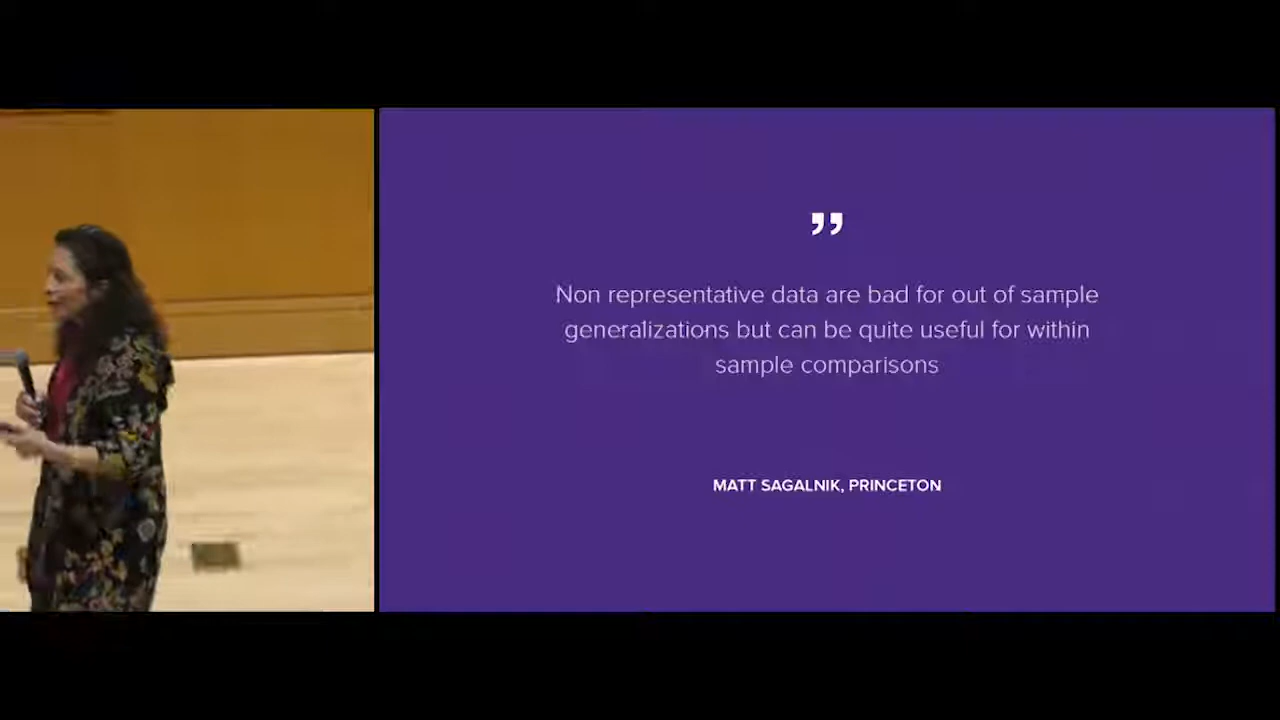 ”
Non representative data are bad for out of sample
generalizations but can be quite useful for within
sample comparisons
MATT SAGALNIK, PRINCETON